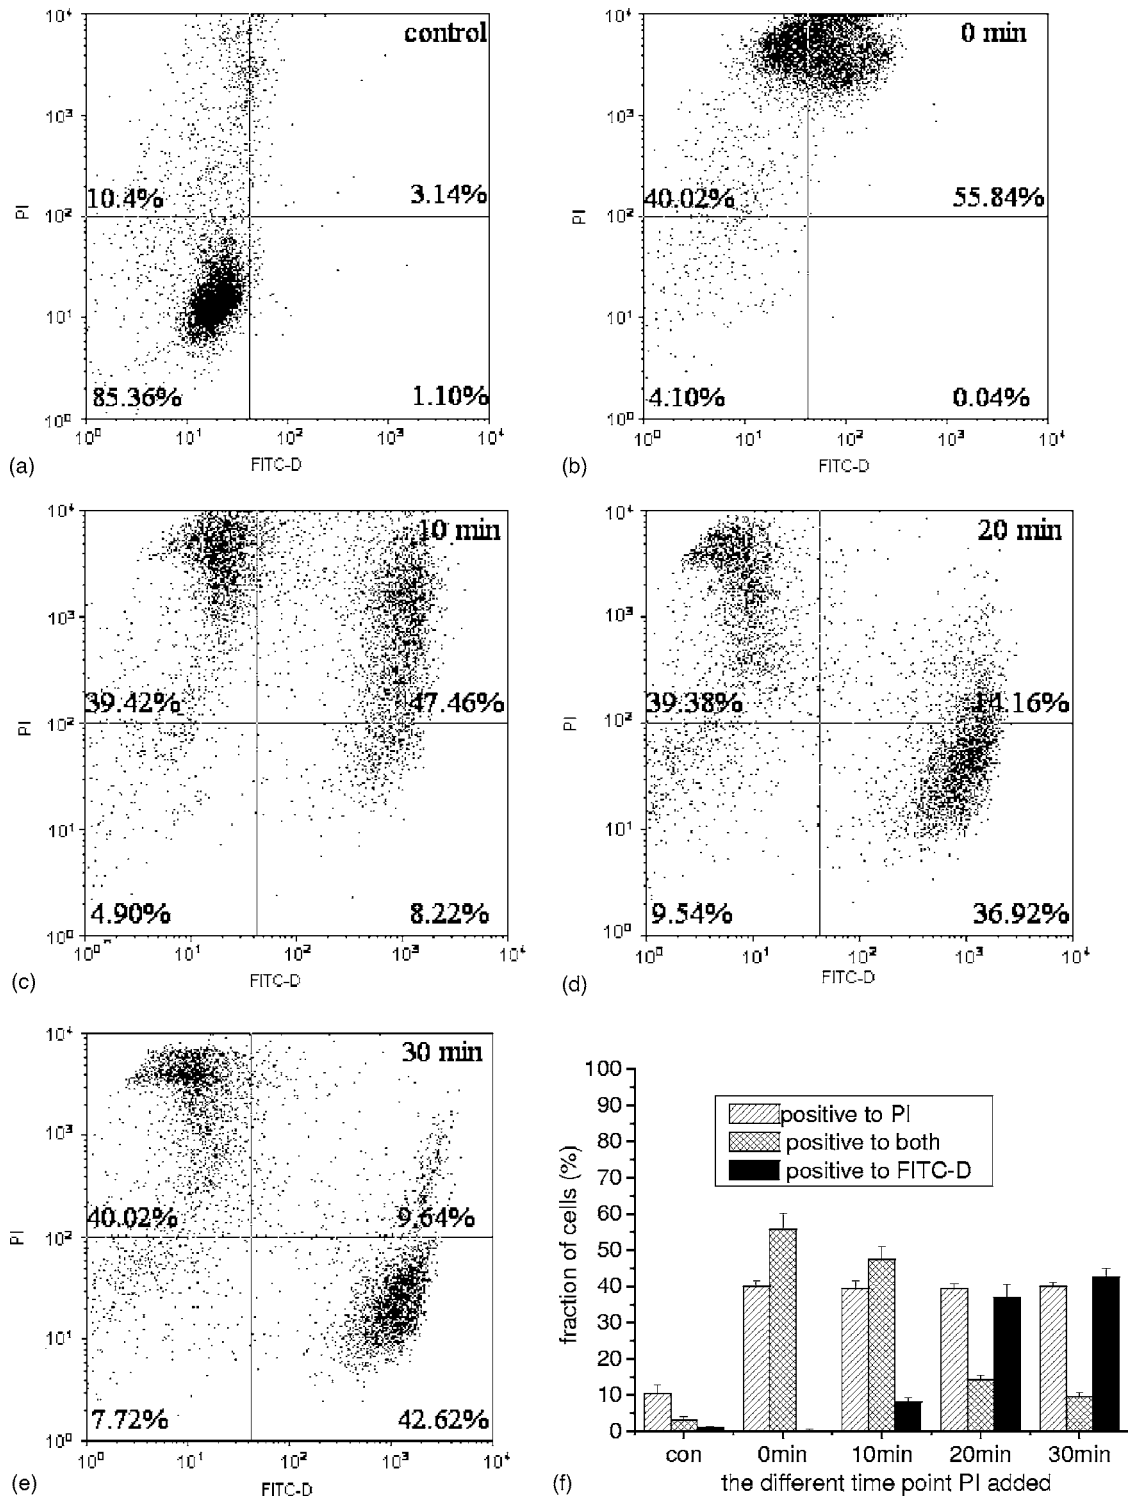 control
10⁴
10³
10²
10¹
10⁰
PI
10.4%
3.14%
85.36%
1.10%
10⁰ 10¹ 10² 10³ 10⁴
FITC-D
(a)
0 min
10⁴
10³
10²
10¹
10⁰
PI
40.02%
55.84%
4.10%
0.04%
10⁰ 10¹ 10² 10³ 10⁴
FITC-D
(b)
10 min
10⁴
10³
10²
10¹
10⁰
PI
39.42%
47.46%
4.90%
8.22%
10⁰ 10¹ 10² 10³ 10⁴
FITC-D
(c)
20 min
10⁴
10³
10²
10¹
10⁰
PI
39.38%
14.16%
9.54%
36.92%
10⁰ 10¹ 10² 10³ 10⁴
FITC-D
(d)
30 min
10⁴
10³
10²
10¹
10⁰
PI
40.02%
9.64%
7.72%
42.62%
10⁰ 10¹ 10² 10³ 10⁴
FITC-D
(e)
100
90
80
70
60
50
40
30
20
10
0
fraction of cells (%)
positive to PI
positive to both
positive to FITC-D
con 0min 10min 20min 30min
the different time point PI added
(f)